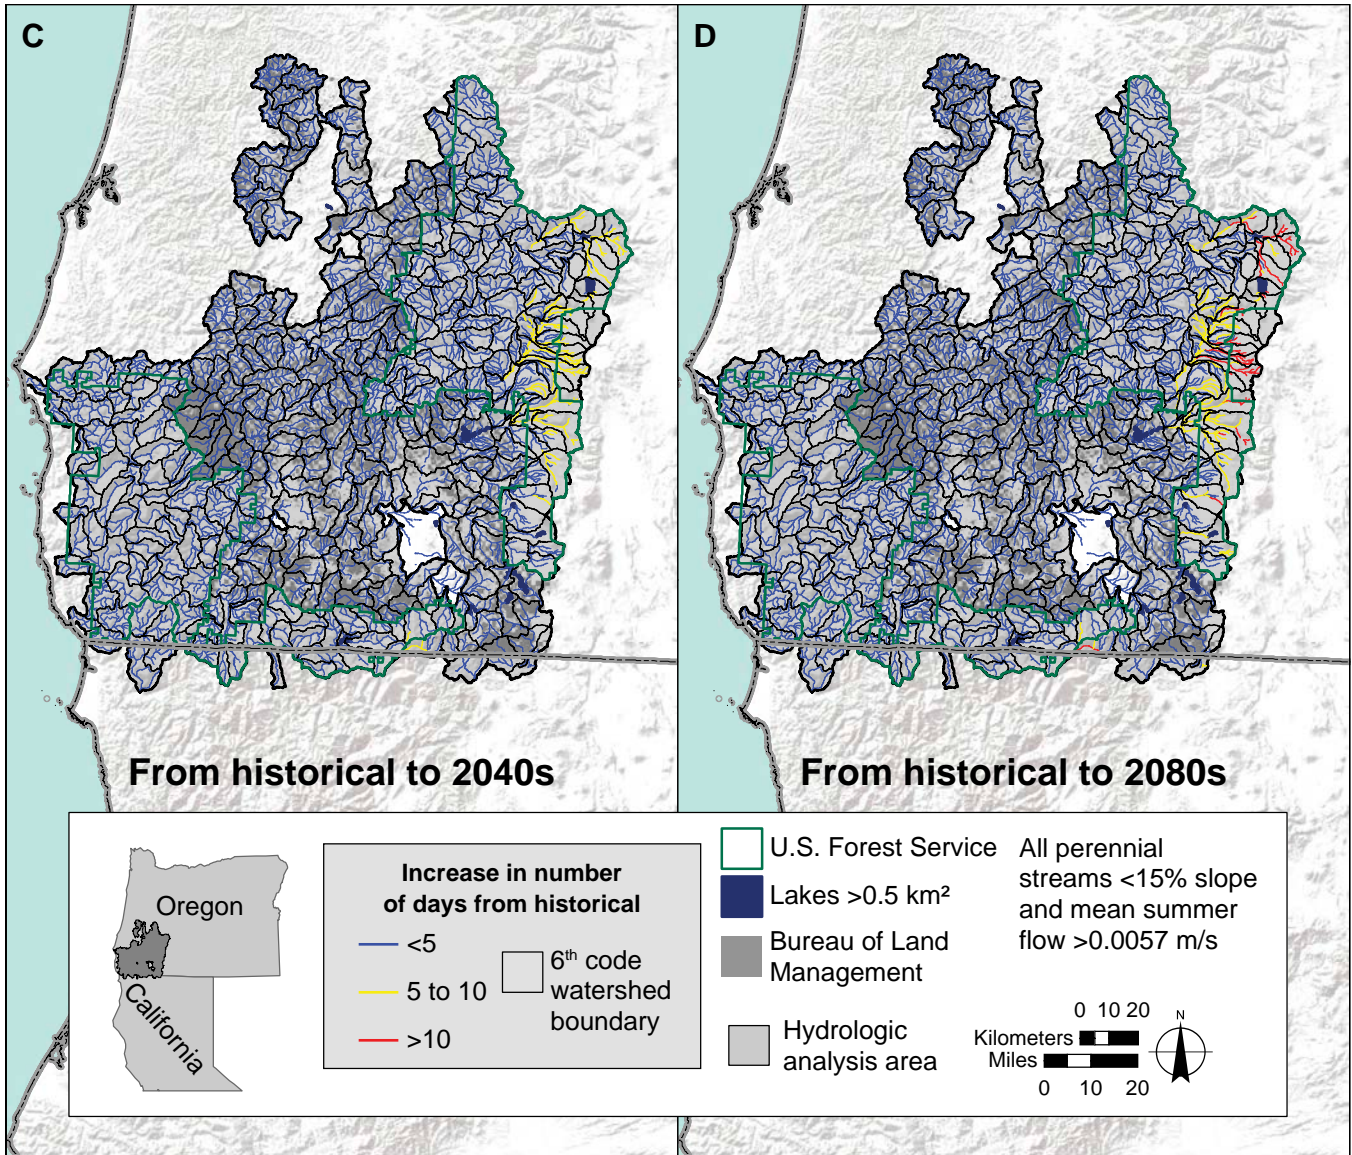 C
D
From historical to 2040s
From historical to 2080s
Oregon
California
Increase in number
of days from historical
<5
5 to 10
>10
6th code
watershed
boundary
U.S. Forest Service
Lakes >0.5 km²
Bureau of Land
Management
Hydrologic
analysis area
All perennial
streams <15% slope
and mean summer
flow >0.0057 m/s
0 10 20
Kilometers
Miles
0 10 20
N